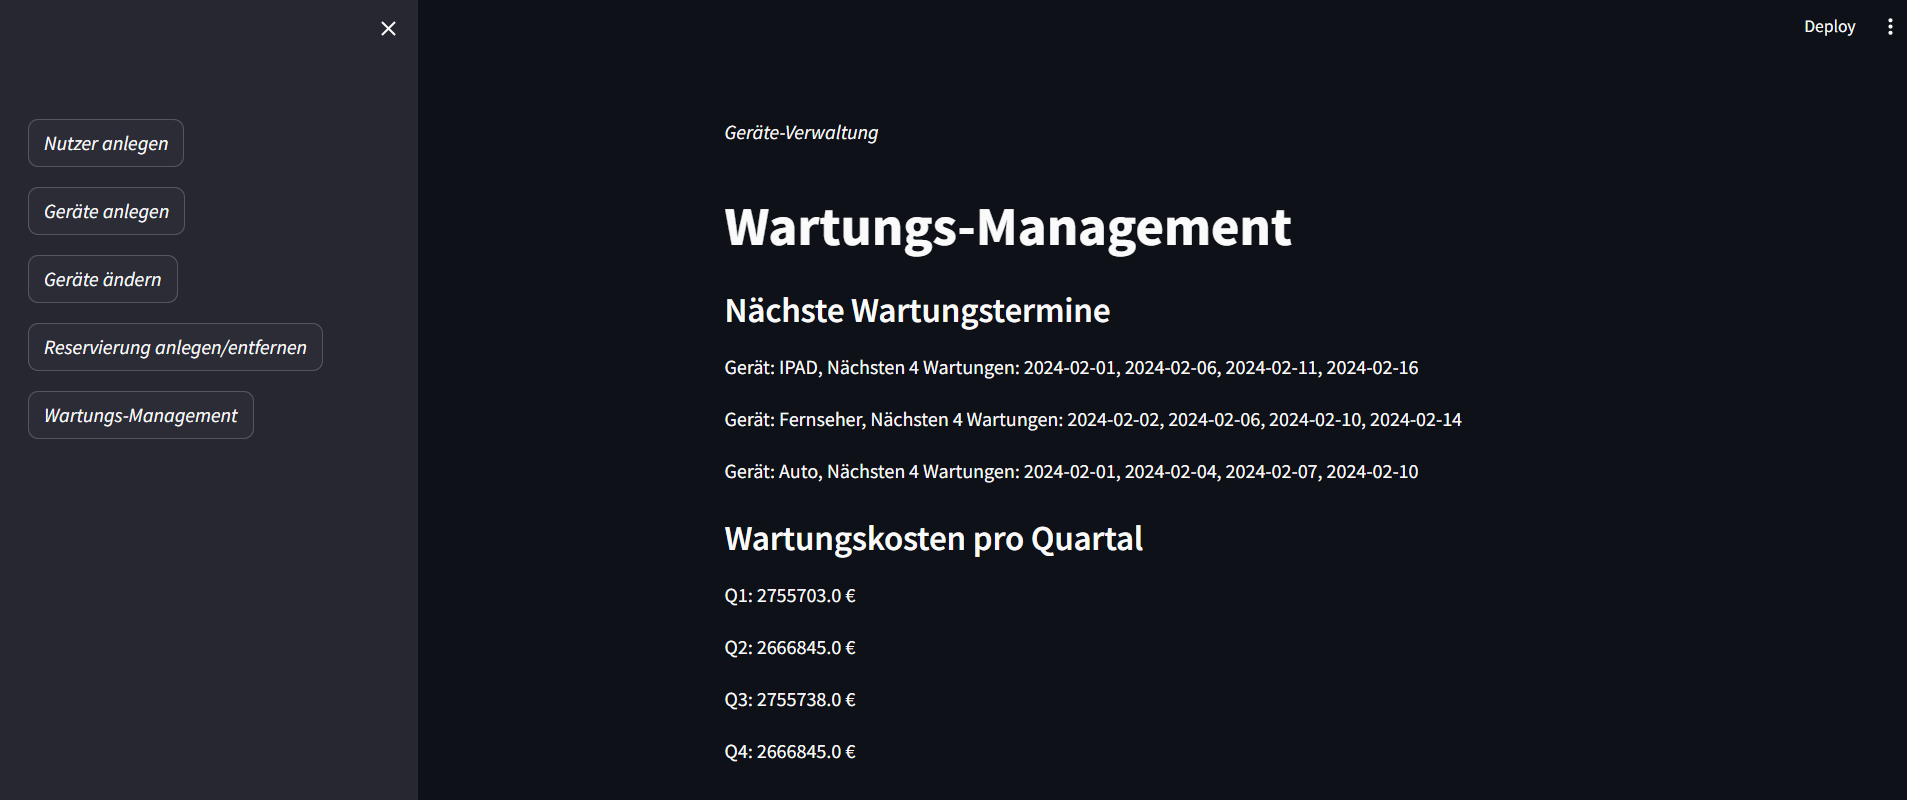 Deploy
Nutzer anlegen
Geräte anlegen
Geräte ändern
Reservierung anlegen/entfernen
Wartungs-Management
Geräte-Verwaltung
Wartungs-Management
Nächste Wartungstermine
Gerät: IPAD, Nächsten 4 Wartungen: 2024-02-01, 2024-02-06, 2024-02-11, 2024-02-16
Gerät: Fernseher, Nächsten 4 Wartungen: 2024-02-02, 2024-02-06, 2024-02-10, 2024-02-14
Gerät: Auto, Nächsten 4 Wartungen: 2024-02-01, 2024-02-04, 2024-02-07, 2024-02-10
Wartungskosten pro Quartal
Q1: 2755703.0 €
Q2: 2666845.0 €
Q3: 2755738.0 €
Q4: 2666845.0 €